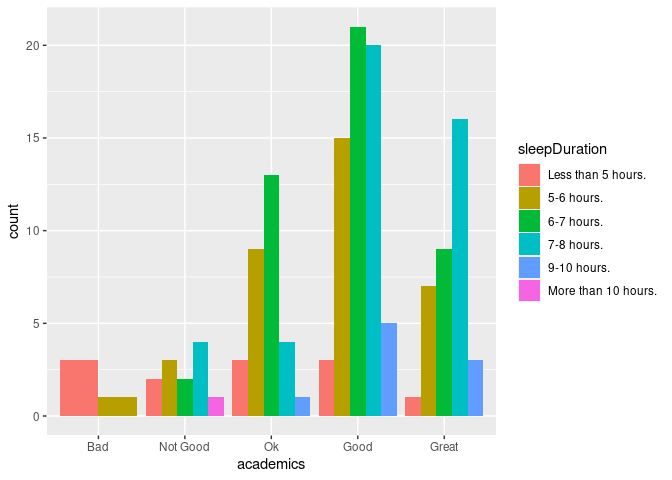 20
15
10
5
0
count
Bad
Not Good
Ok
Good
Great
academics
sleepDuration
Less than 5 hours.
5-6 hours.
6-7 hours.
7-8 hours.
9-10 hours.
More than 10 hours.